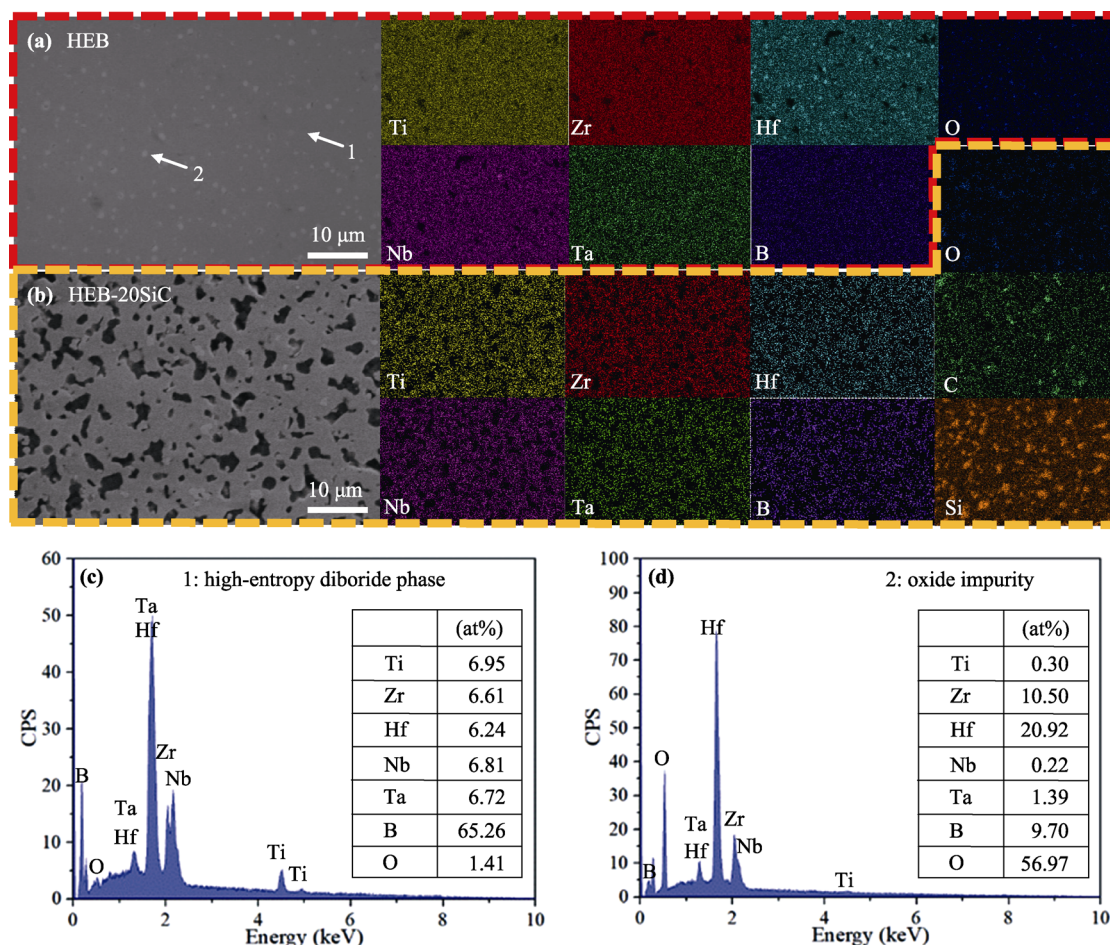 (a) HEB
1
2
10 μm
Ti
Zr
Hf
O
Nb
Ta
B
O
(b) HEB-20SiC
10 μm
Ti
Zr
Hf
C
Nb
Ta
B
Si
(c) 1: high-entropy diboride phase
60
50
40
30
20
10
0
CPS
0 2 4 6 8 10
Energy (keV)
B
O
Ta
Hf
Ta
Hf
Zr
Nb
Ti
Ti
(at%)
Ti 6.95
Zr 6.61
Hf 6.24
Nb 6.81
Ta 6.72
B 65.26
O 1.41
(d) 2: oxide impurity
100
90
80
70
60
50
40
30
20
10
0
CPS
0 2 4 6 8 10
Energy (keV)
B
O
Ta
Hf
Hf
Zr
Nb
Ti
(at%)
Ti 0.30
Zr 10.50
Hf 20.92
Nb 0.22
Ta 1.39
B 9.70
O 56.97